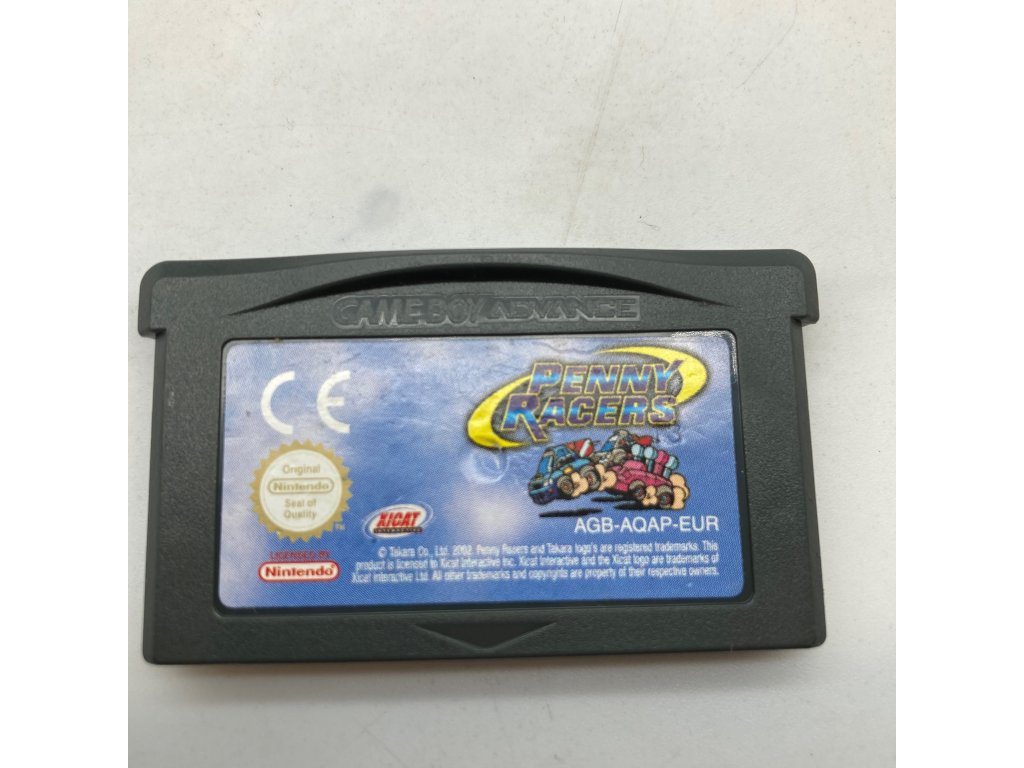 GAME BOY ADVANCE
CE
PENNY
RACERS
Original
Nintendo
Seal of
Quality
TM
XICAT
INTERACTIVE
AGB-AQAP-EUR
LICENSED BY
Nintendo
© Takara Co., Ltd. 2002. Penny Racers and Takara logo's are registered trademarks. This
product is licensed to Xicat Interactive Inc. Xicat Interactive and the Xicat logo are trademarks of
Xicat Interactive Ltd. All other trademarks and copyrights are property of their respective owners.